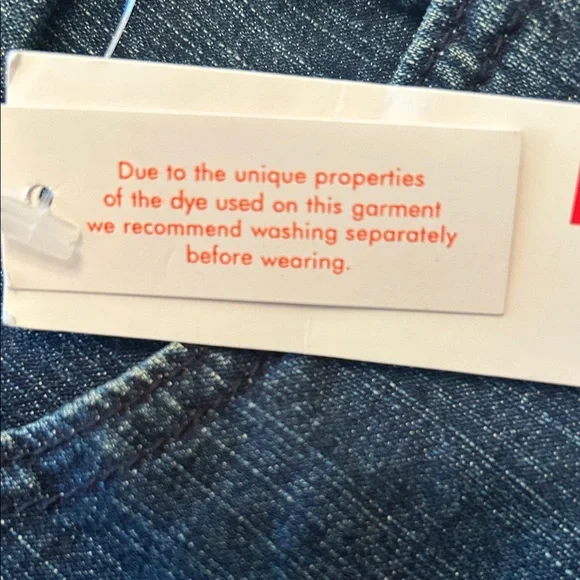 Due to the unique properties
of the dye used on this garment
we recommend washing separately
before wearing.